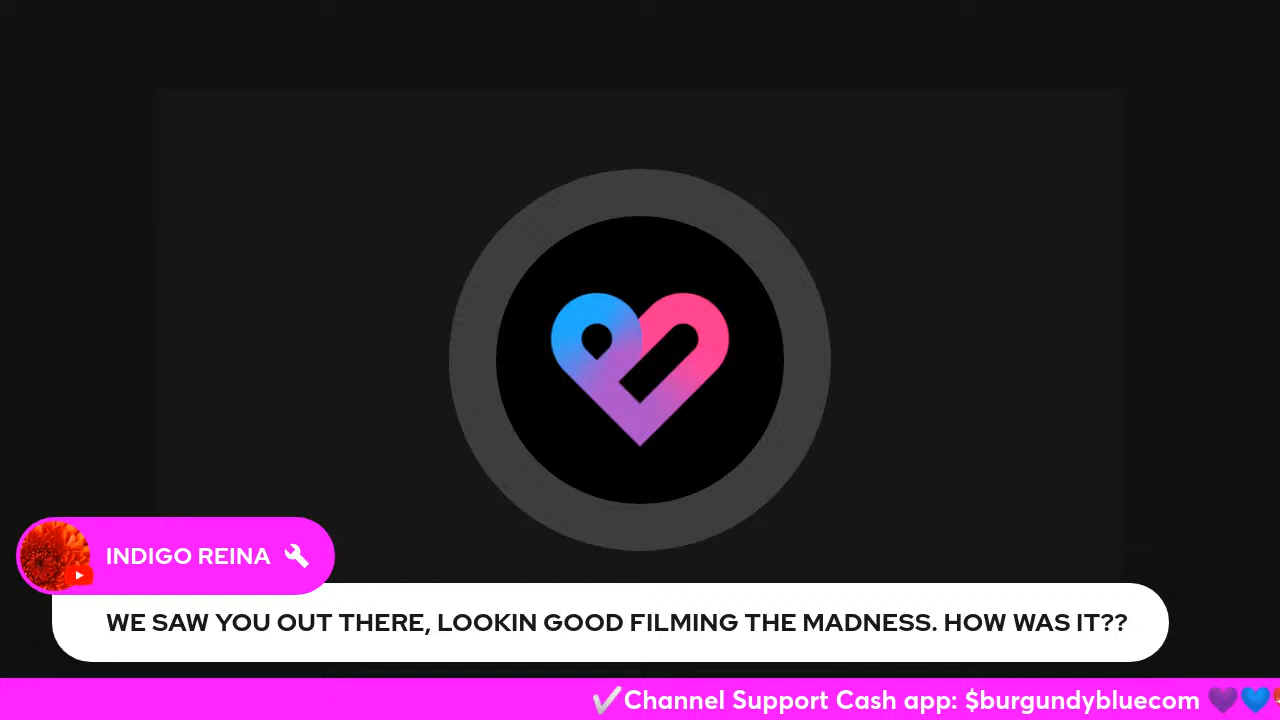 INDIGO REINA
WE SAW YOU OUT THERE, LOOKIN GOOD FILMING THE MADNESS. HOW WAS IT??
✔️Channel Support Cash app: $burgundybluecom 💜💙